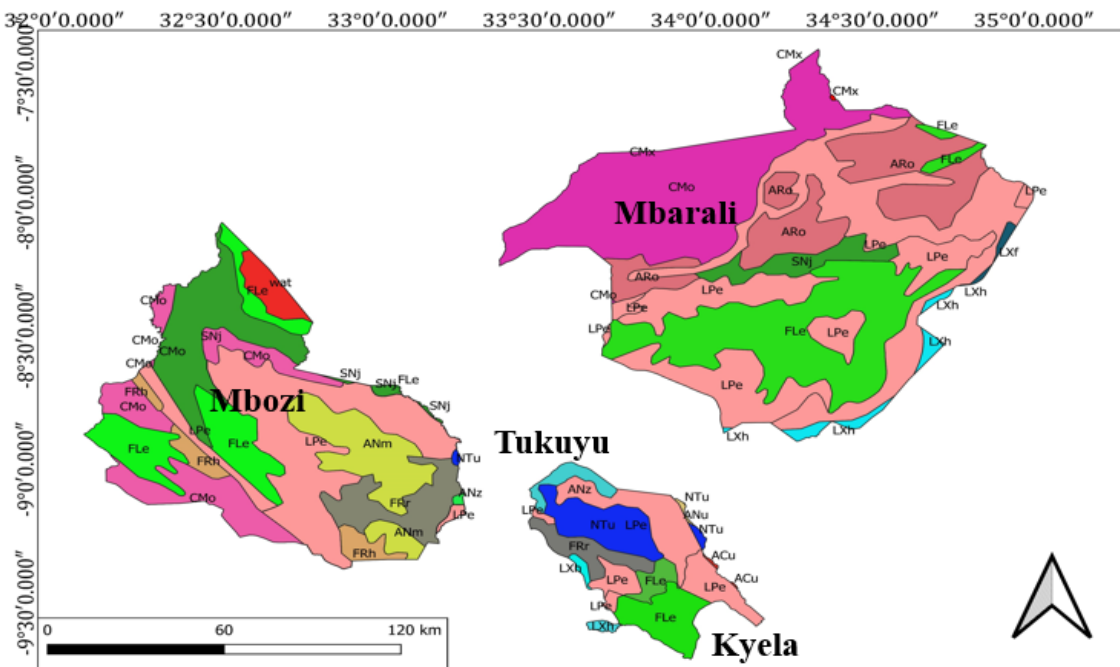 32°0'0.000" 32°30'0.000" 33°0'0.000" 33°30'0.000" 34°0'0.000" 34°30'0.000" 35°0'0.000"
-7°30'0.000"
-8°0'0.000"
-8°30'0.000"
-9°0'0.000"
-9°30'0.000"
CMx
CMx
FLe
CMx
FLe
ARo
CMo
ARo
LPe
Mbarali
ARo
LPe
LXf
LPe
SNj
ARo
LPe
LXh
CMo
LPe
LPe
FLe
LPe
LXh
LPe
LXh
LXh
wat
FLe
CMo
CMo
SNj
CMo
CMo
CMo
SNj
SNj
FLe
FRh
Mbozi
SNj
CMo
LPe
LPe
ANm
FLe
FLe
FRh
NTu
CMo
FRr
ANz
LPe
ANm
FRh
Tukuyu
ANz
NTu
LPe
ANu
NTu
LPe
NTu
FRr
ACu
LXh
LPe
FLe
LPe
ACu
LPe
FLe
LXh
Kyela
0 60 120 km